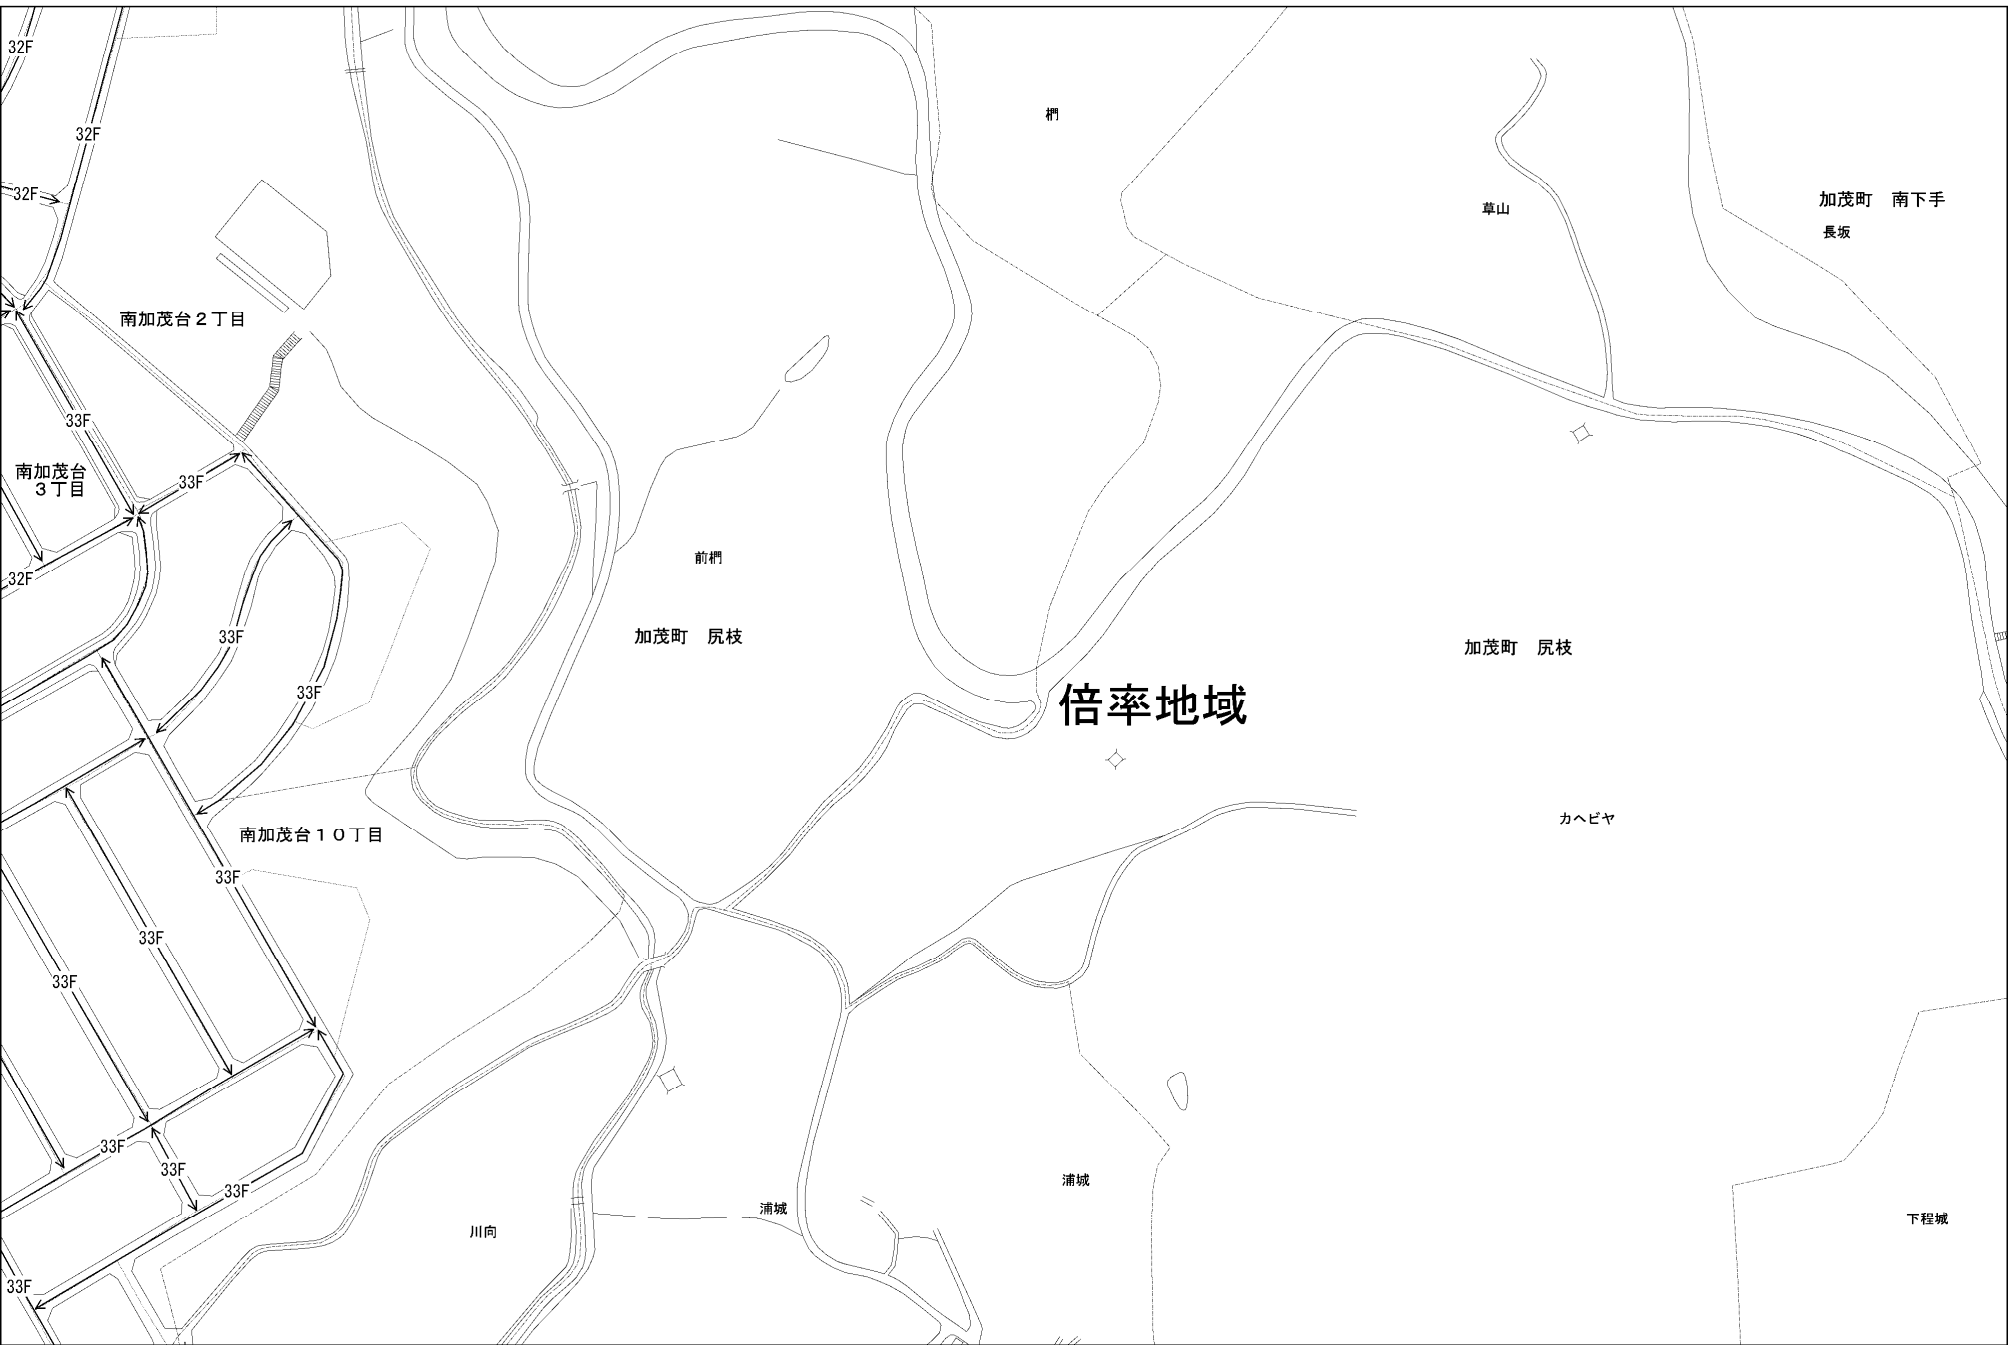 32F
32F
椚
32F
加茂町　南下手
草山
長坂
南加茂台２丁目
33F
南加茂台
３丁目
33F
前椚
32F
33F
加茂町　尻枝
加茂町　尻枝
33F
倍率地域
カヘビヤ
南加茂台１０丁目
33F
33F
33F
33F
33F
浦城
33F
浦城
下程城
川向
33F